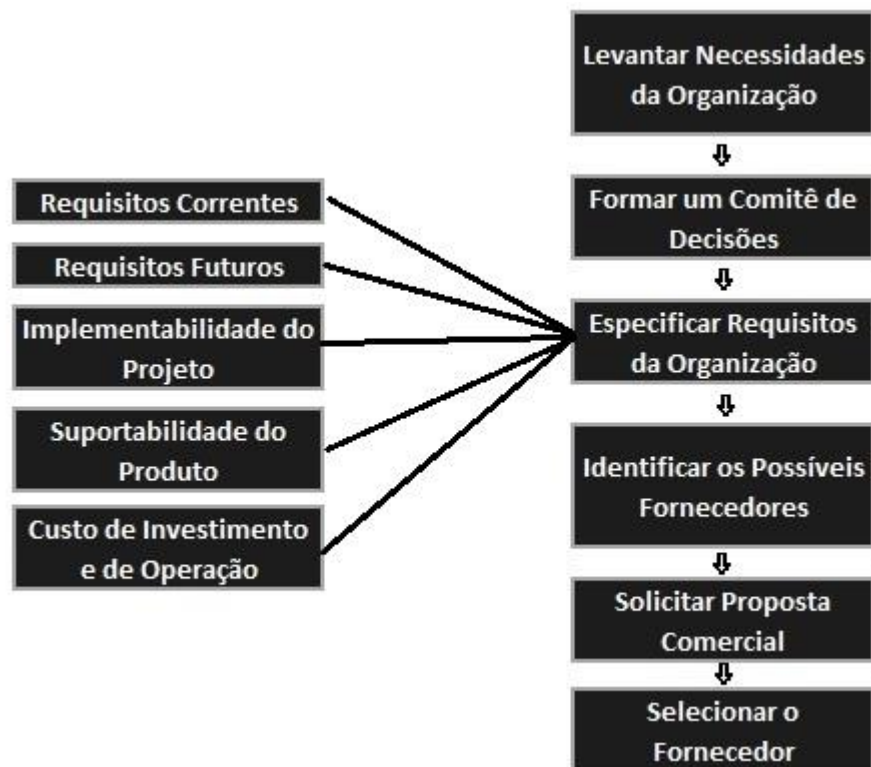 Levantar Necessidades
da Organização
Formar um Comitê de
Decisões
Requisitos Correntes
Requisitos Futuros
Implementabilidade do
Projeto
Suportabilidade do
Produto
Custo de Investimento
e de Operação
Especificar Requisitos
da Organização
Identificar os Possíveis
Fornecedores
Solicitar Proposta
Comercial
Selecionar o
Fornecedor